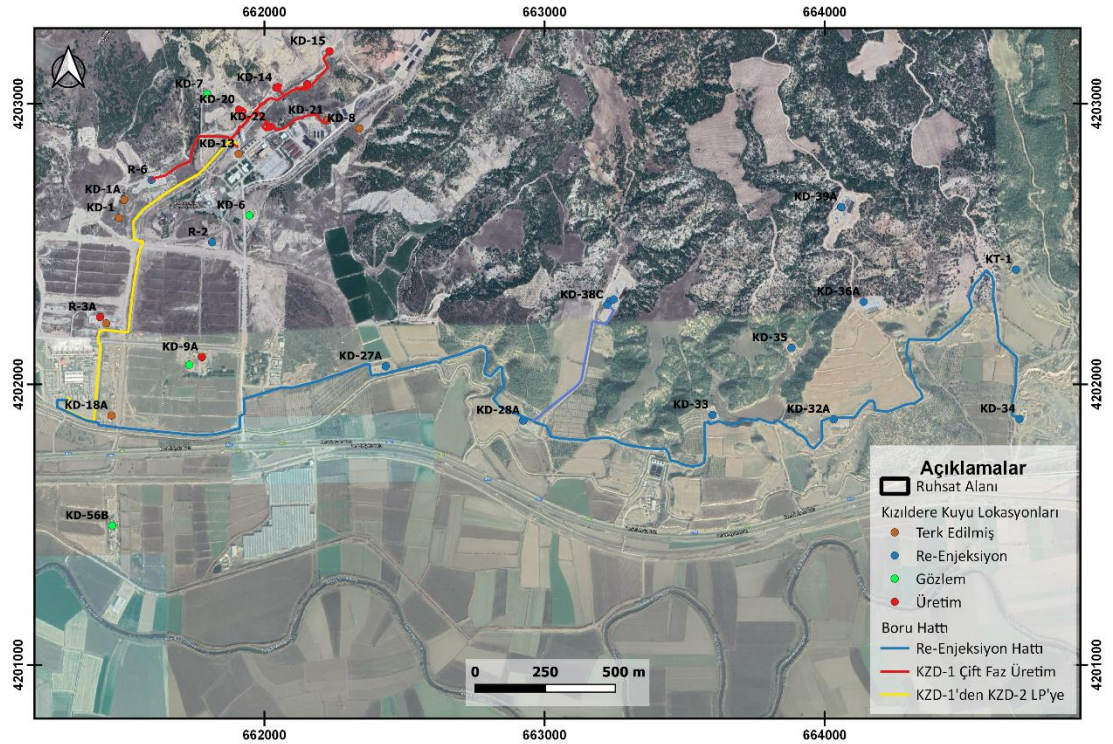 662000
663000
664000
4203000
4203000
KD-15
KD-14
KD-7
KD-20
KD-21
KD-22
KD-8
KD-13
R-6
KD-1A
KD-1
KD-6
R-2
KD-39A
KT-1
KD-38C
KD-36A
R-3A
KD-35
KD-9A
KD-27A
4202000
4202000
KD-18A
KD-28A
KD-33
KD-32A
KD-34
KD-56B
Açıklamalar
Ruhsat Alanı
Kızıldere Kuyu Lokasyonları
Terk Edilmiş
Re-Enjeksiyon
Gözlem
Üretim
Boru Hattı
Re-Enjeksiyon Hattı
KZD-1 Çift Faz Üretim
KZD-1'den KZD-2 LP'ye
4201000
4201000
0 250 500 m
662000
663000
664000